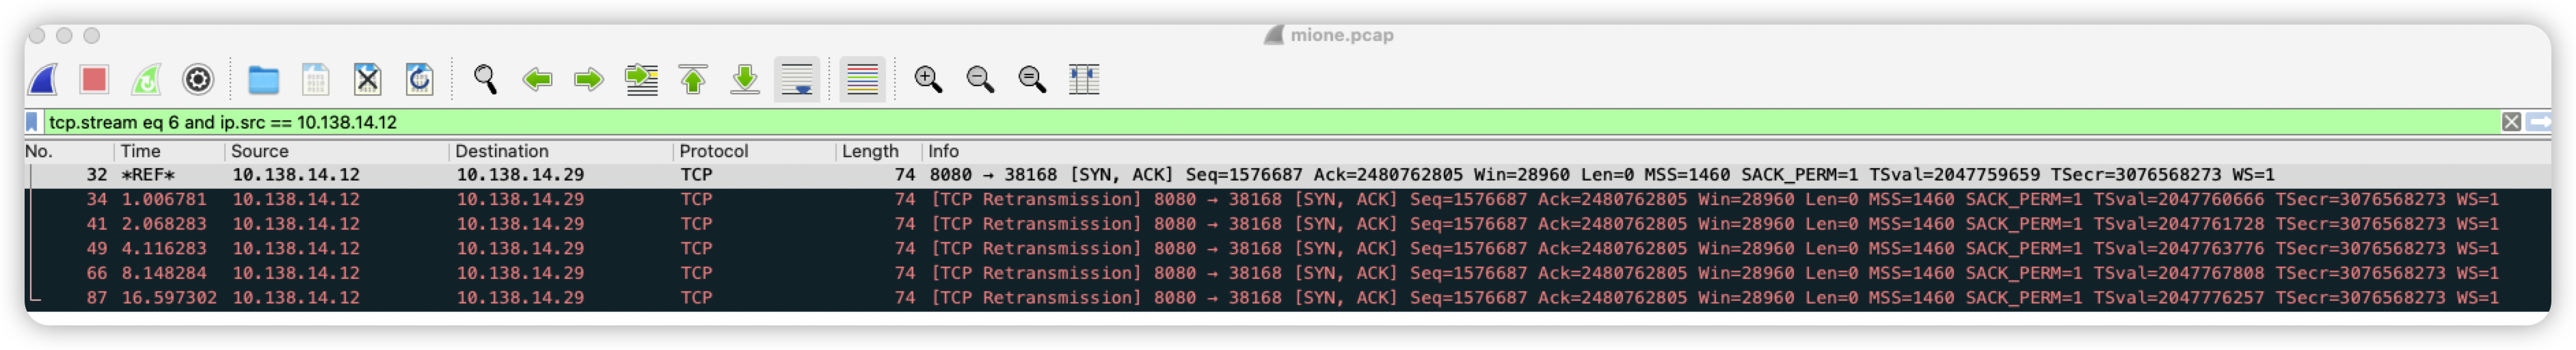 mione.pcap
tcp.stream eq 6 and ip.src == 10.138.14.12
No. Time Source Destination Protocol Length Info
32 *REF* 10.138.14.12 10.138.14.29 TCP 74 8080 → 38168 [SYN, ACK] Seq=1576687 Ack=2480762805 Win=28960 Len=0 MSS=1460 SACK_PERM=1 TSval=2047759659 TSecr=3076568273 WS=1
34 1.006781 10.138.14.12 10.138.14.29 TCP 74 [TCP Retransmission] 8080 → 38168 [SYN, ACK] Seq=1576687 Ack=2480762805 Win=28960 Len=0 MSS=1460 SACK_PERM=1 TSval=2047760666 TSecr=3076568273 WS=1
41 2.068283 10.138.14.12 10.138.14.29 TCP 74 [TCP Retransmission] 8080 → 38168 [SYN, ACK] Seq=1576687 Ack=2480762805 Win=28960 Len=0 MSS=1460 SACK_PERM=1 TSval=2047761728 TSecr=3076568273 WS=1
49 4.116283 10.138.14.12 10.138.14.29 TCP 74 [TCP Retransmission] 8080 → 38168 [SYN, ACK] Seq=1576687 Ack=2480762805 Win=28960 Len=0 MSS=1460 SACK_PERM=1 TSval=2047763776 TSecr=3076568273 WS=1
66 8.148284 10.138.14.12 10.138.14.29 TCP 74 [TCP Retransmission] 8080 → 38168 [SYN, ACK] Seq=1576687 Ack=2480762805 Win=28960 Len=0 MSS=1460 SACK_PERM=1 TSval=2047767808 TSecr=3076568273 WS=1
87 16.597302 10.138.14.12 10.138.14.29 TCP 74 [TCP Retransmission] 8080 → 38168 [SYN, ACK] Seq=1576687 Ack=2480762805 Win=28960 Len=0 MSS=1460 SACK_PERM=1 TSval=2047776257 TSecr=3076568273 WS=1